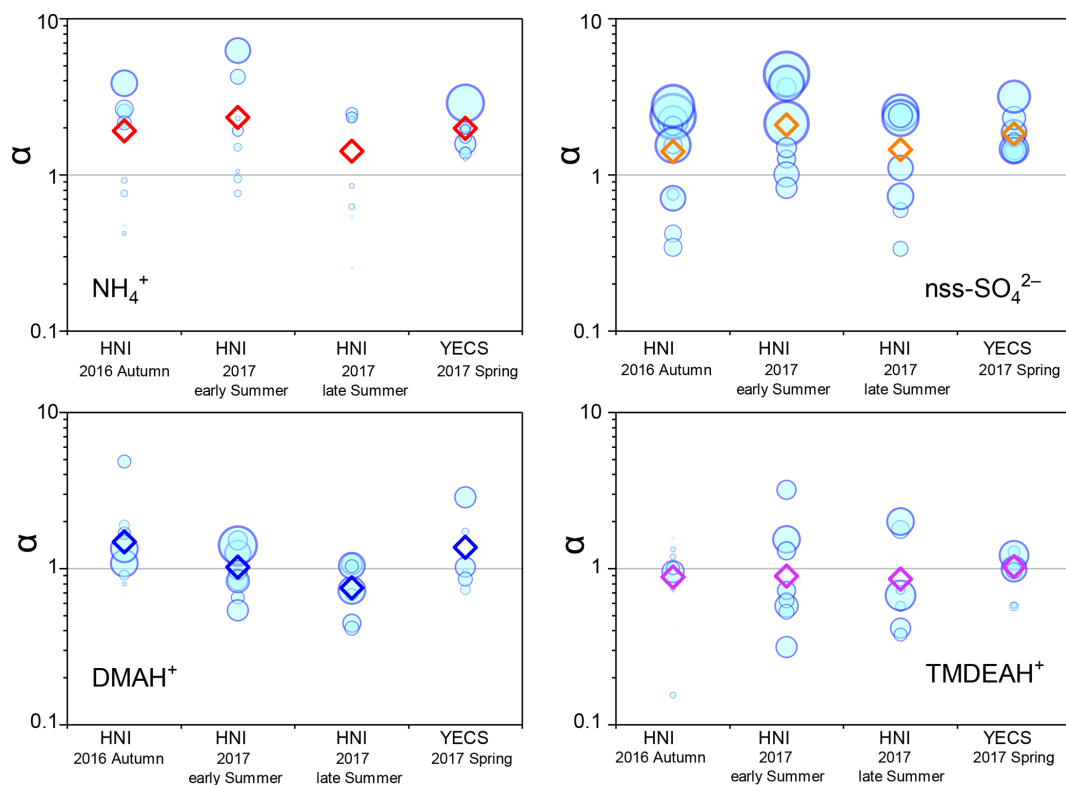 10
α
1
NH₄⁺
0.1
HNI HNI HNI YECS
2016 Autumn 2017 2017 2017 Spring
early Summer late Summer
10
α
1
nss-SO₄²⁻
0.1
HNI HNI HNI YECS
2016 Autumn 2017 2017 2017 Spring
early Summer late Summer
10
α
1
DMAH⁺
0.1
HNI HNI HNI YECS
2016 Autumn 2017 2017 2017 Spring
early Summer late Summer
10
α
1
TMDEAH⁺
0.1
HNI HNI HNI YECS
2016 Autumn 2017 2017 2017 Spring
early Summer late Summer